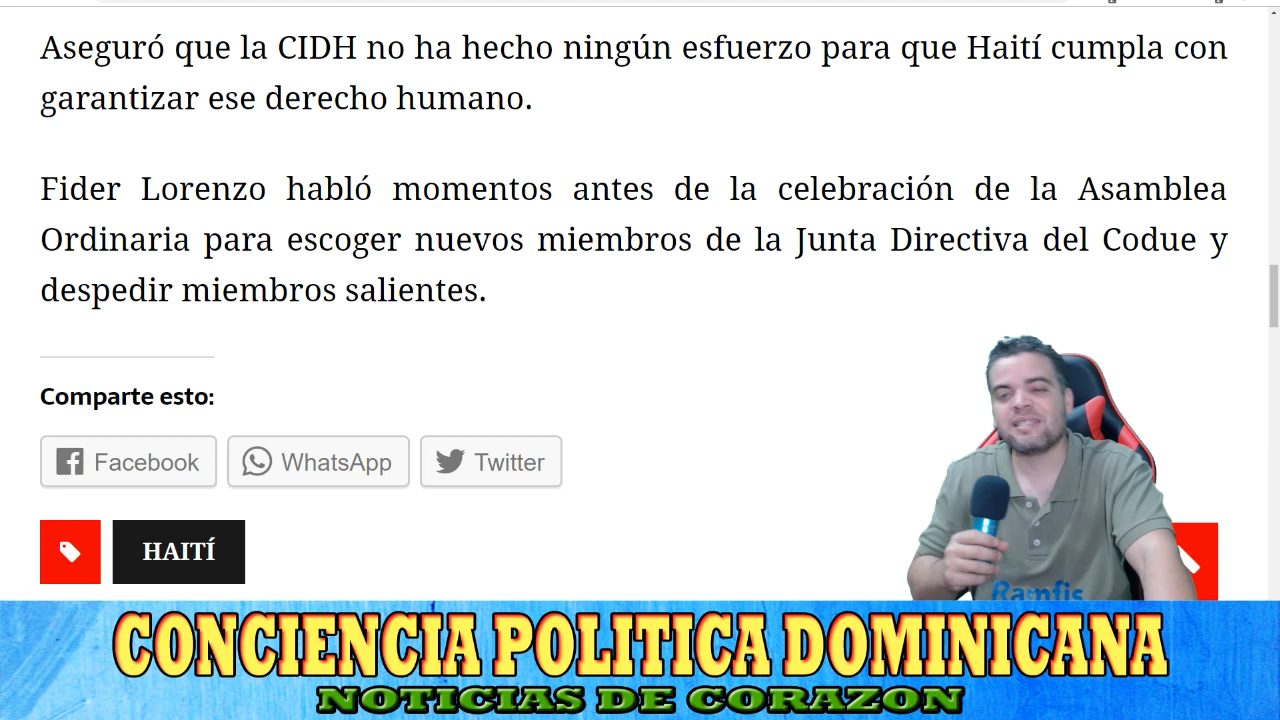 Aseguró que la CIDH no ha hecho ningún esfuerzo para que Haití cumpla con
garantizar ese derecho humano.
Fider Lorenzo habló momentos antes de la celebración de la Asamblea
Ordinaria para escoger nuevos miembros de la Junta Directiva del Codue y
despedir miembros salientes.
Comparte esto:
Facebook
WhatsApp
Twitter
HAITÍ
Ramfis
CONCIENCIA POLITICA DOMINICANA
NOTICIAS DE CORAZON